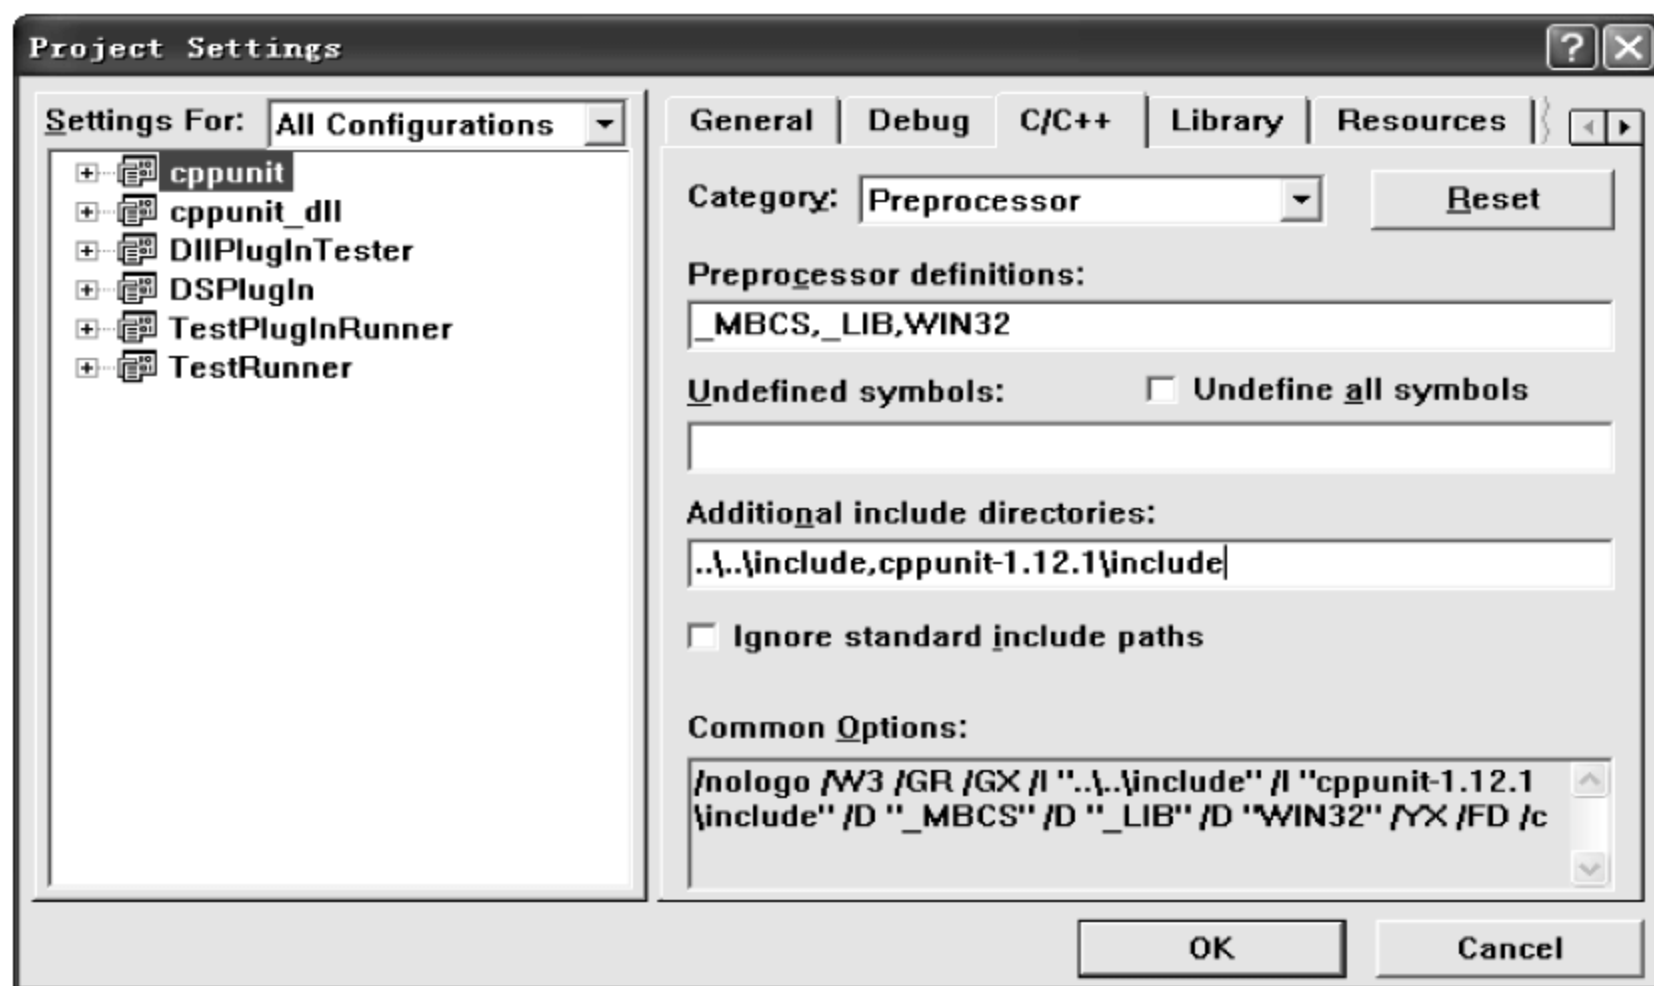 Project Settings
Settings For: All Configurations
cppunit
cppunit_dll
DllPlugInTester
DSPlugIn
TestPlugInRunner
TestRunner
General Debug C/C++ Library Resources
Category: Preprocessor Reset
Preprocessor definitions:
_MBCS,_LIB,WIN32
Undefined symbols: Undefine all symbols
Additional include directories:
..\..\include,cppunit-1.12.1\include
Ignore standard include paths
Common Options:
/nologo /W3 /GR /GX /I "..\..\include" /I "cppunit-1.12.1
\include" /D "_MBCS" /D "_LIB" /D "WIN32" /YX /FD /c
OK Cancel